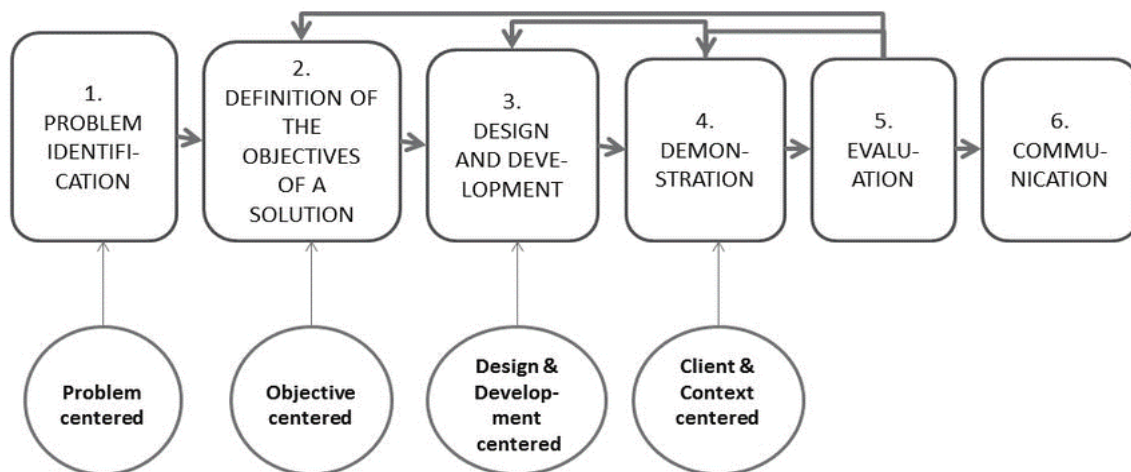 1.
PROBLEM
IDENTIFI-
CATION
2.
DEFINITION OF
THE
OBJECTIVES
OF A
SOLUTION
3.
DESIGN
AND DEVE-
LOPMENT
4.
DEMON-
STRATION
5.
EVALU-
ATION
6.
COMMU-
NICATION
Problem
centered
Objective
centered
Design &
Develop-
ment
centered
Client &
Context
centered